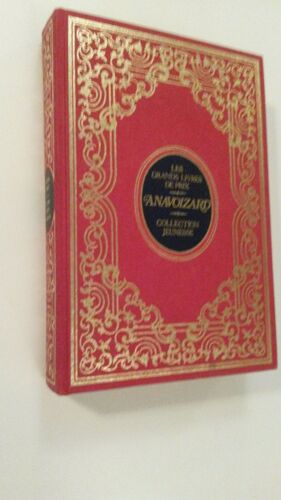 LES
GRANDS LIVRES
DE PRIX
ANAVOIZARD
COLLECTION
JEUNESSE